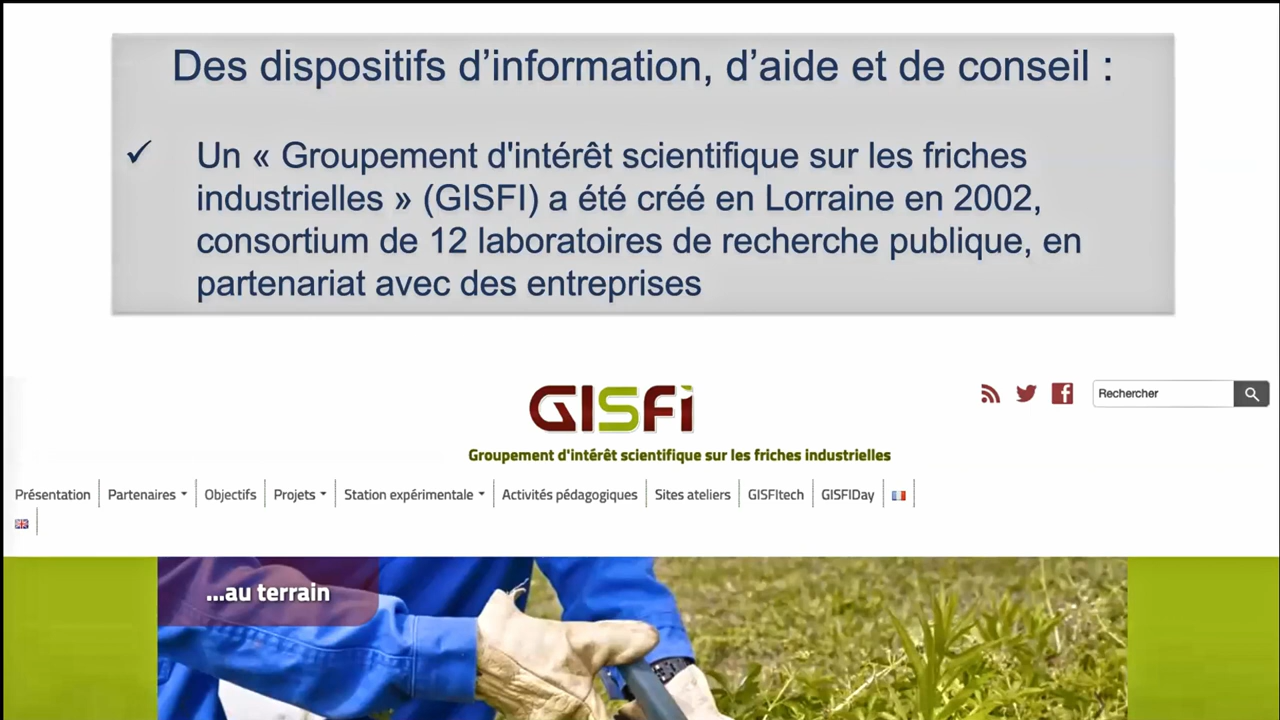 Des dispositifs d’information, d’aide et de conseil :
✓ Un « Groupement d'intérêt scientifique sur les friches
industrielles » (GISFI) a été créé en Lorraine en 2002,
consortium de 12 laboratoires de recherche publique, en
partenariat avec des entreprises
GISFi
Rechercher
Groupement d'intérêt scientifique sur les friches industrielles
Présentation Partenaires Objectifs Projets Station expérimentale Activités pédagogiques Sites ateliers GISFItech GISFIDay
...au terrain